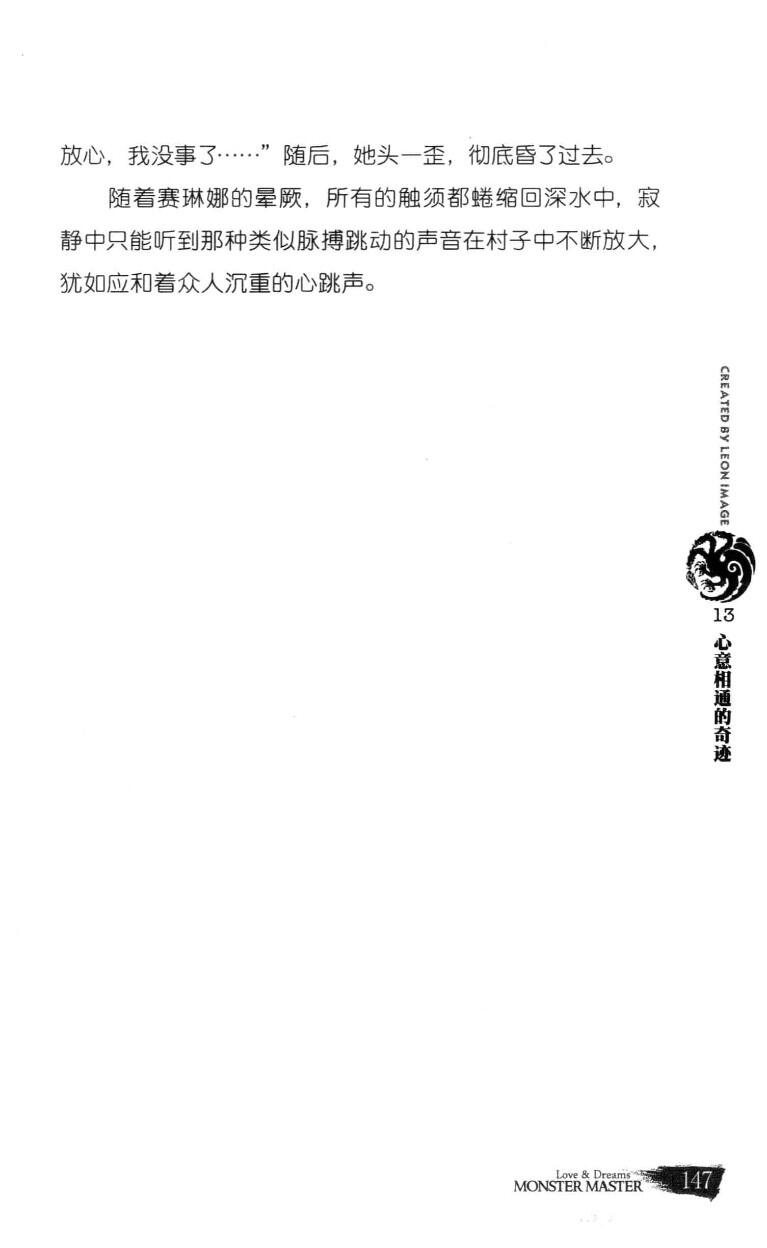 放心，我没事了……”随后，她头一歪，彻底昏了过去。
随着赛琳娜的晕厥，所有的触须都蜷缩回深水中，寂
静中只能听到那种类似脉搏跳动的声音在村子中不断放大，
犹如应和着众人沉重的心跳声。
CREATED BY LEON IMAGE
13
心意相通的奇迹
Love & Dreams
MONSTER MASTER
147